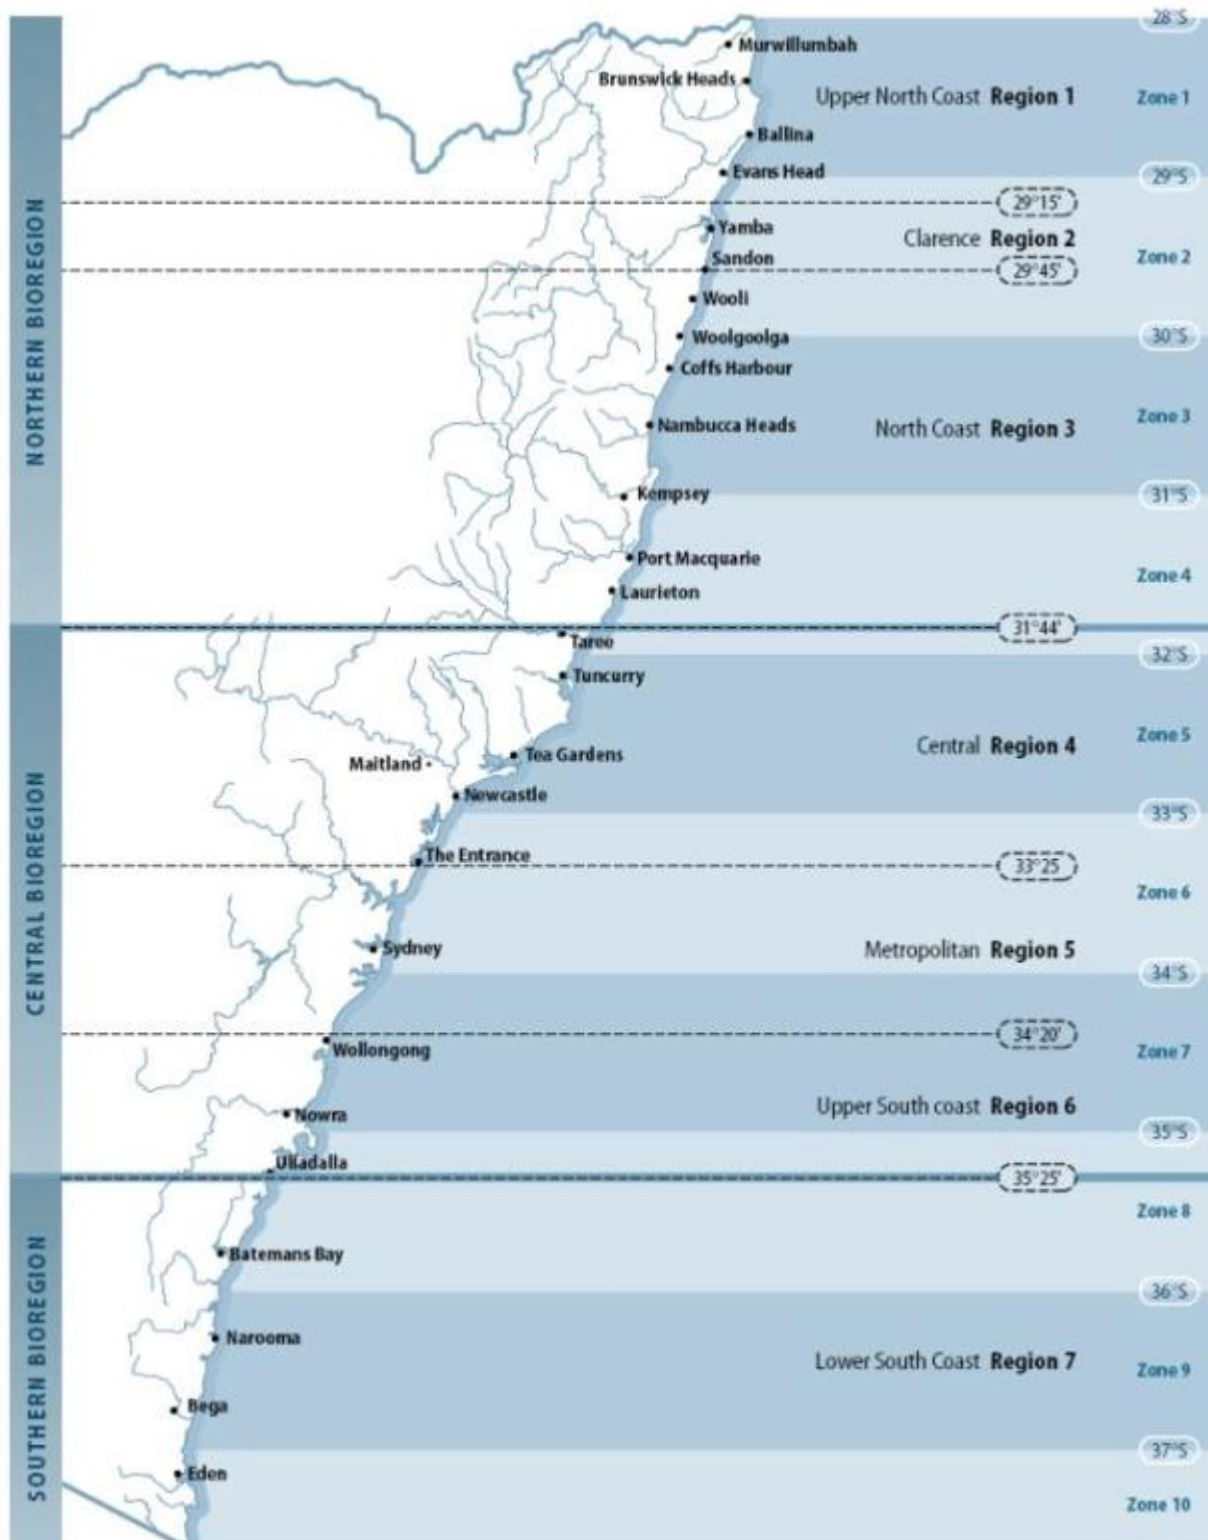 28°S
Murwillumbah
Brunswick Heads
Upper North Coast Region 1
Zone 1
Ballina
Evans Head
29°S
29°15'
Yamba
Clarence Region 2
Zone 2
Sandon
29°45'
Wooli
Woolgoolga
30°S
Coffs Harbour
Nambucca Heads
North Coast Region 3
Zone 3
NORTHERN BIOREGION
Kempsey
31°S
Port Macquarie
Zone 4
Laurieton
31°44'
Taree
32°S
Tuncurry
Central Region 4
Zone 5
Tea Gardens
Maitland
Newcastle
33°S
The Entrance
33°25
Zone 6
CENTRAL BIOREGION
Sydney
Metropolitan Region 5
34°S
34°20'
Wollongong
Zone 7
Nowra
Upper South coast Region 6
35°S
Ulladalla
35°25'
Zone 8
Batemans Bay
36°S
Narooma
Lower South Coast Region 7
Zone 9
SOUTHERN BIOREGION
Bega
37°S
Eden
Zone 10